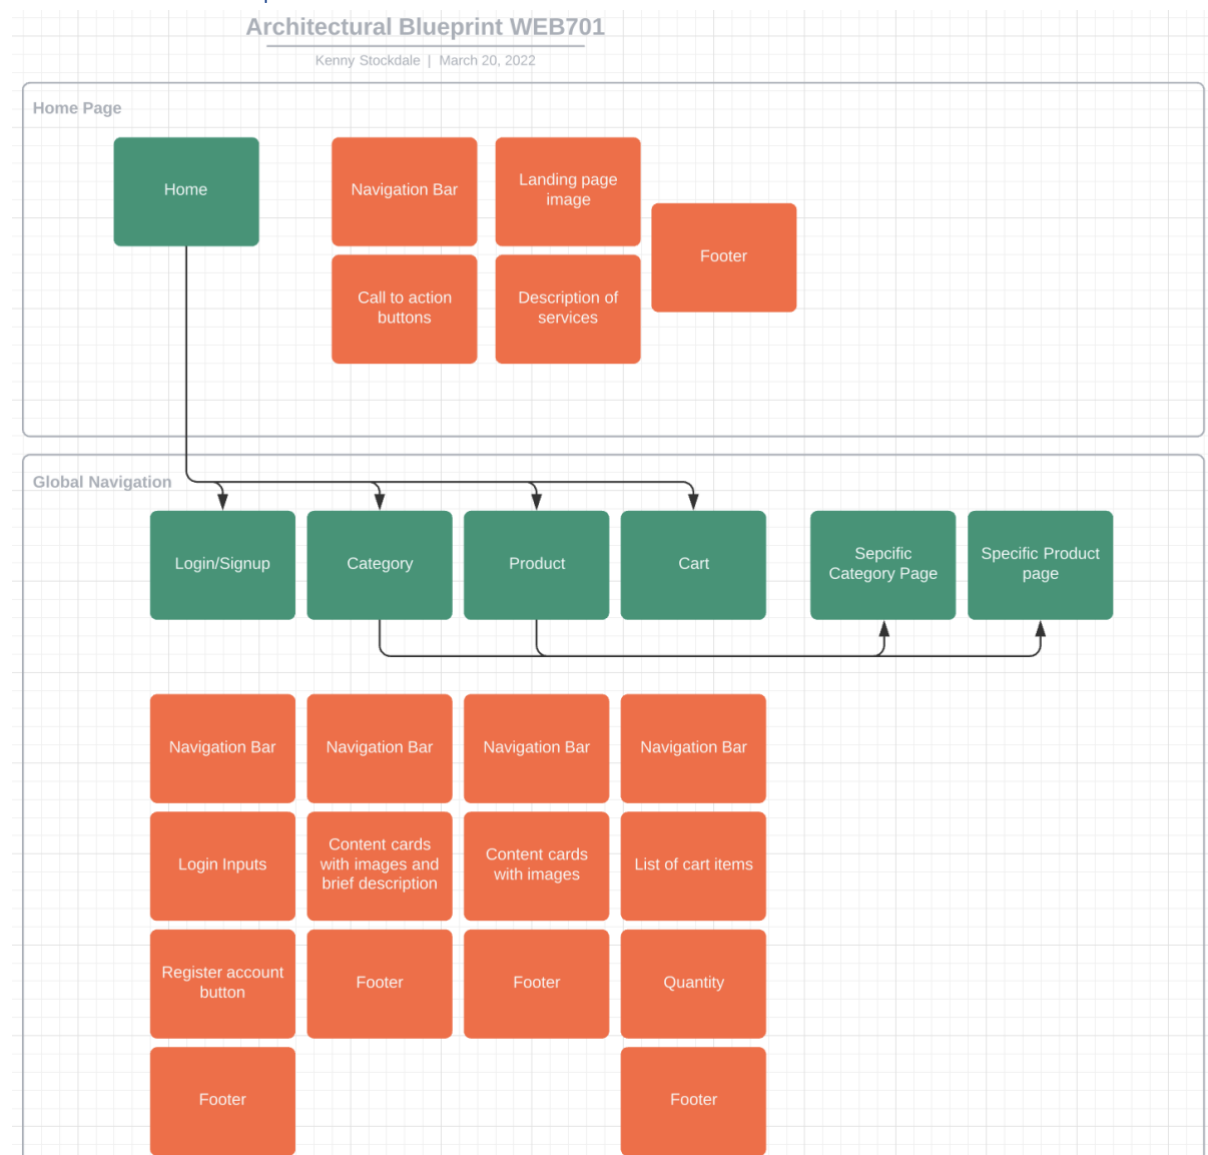 Architectural Blueprint WEB701
Kenny Stockdale | March 20, 2022
Home Page
Home
Navigation Bar
Landing page
image
Footer
Call to action
buttons
Description of
services
Global Navigation
Login/Signup
Category
Product
Cart
Sepcific
Category Page
Specific Product
page
Navigation Bar
Navigation Bar
Navigation Bar
Navigation Bar
Login Inputs
Content cards
with images and
brief description
Content cards
with images
List of cart items
Register account
button
Footer
Footer
Quantity
Footer
Footer